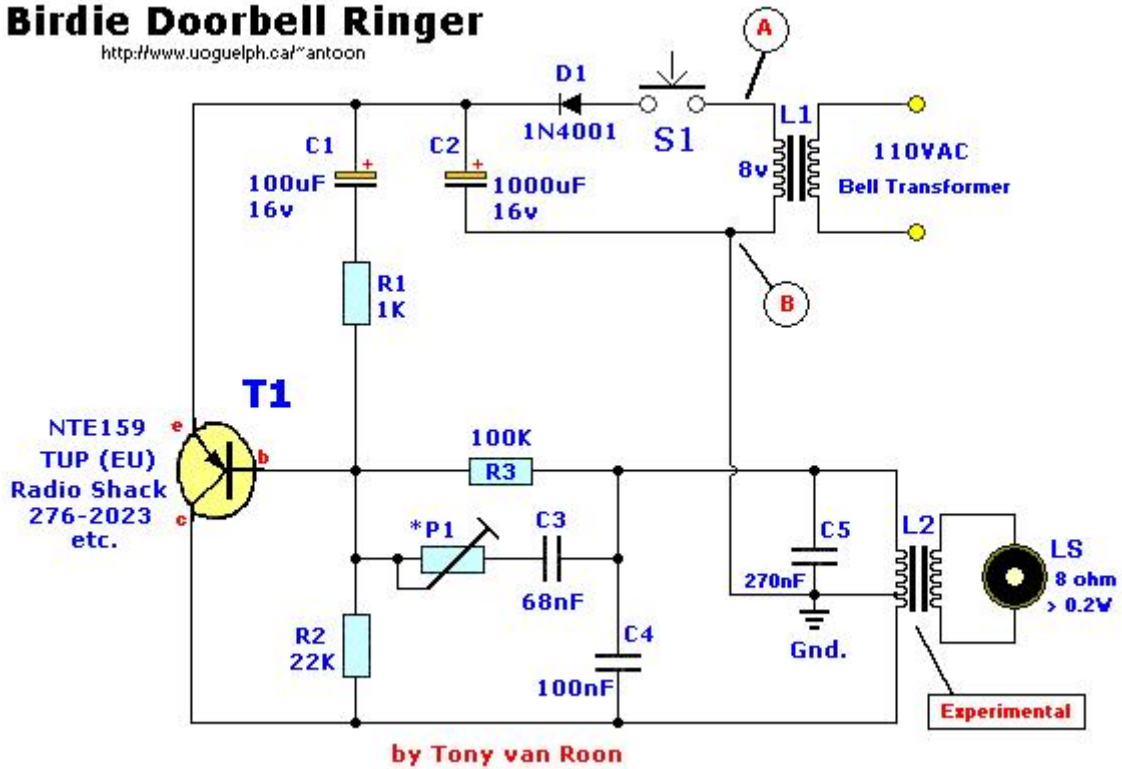 Birdie Doorbell Ringer
http://www.uoguelph.ca/~antoon
A
D1
1N4001
S1
L1
8v
110VAC
Bell Transformer
C1
+
100uF
16v
C2
+
1000uF
16v
B
R1
1K
T1
NTE159
TUP (EU)
Radio Shack
276-2023
etc.
e
b
c
100K
R3
*P1
C3
68nF
C5
270nF
L2
LS
8 ohm
> 0.2W
Gnd.
R2
22K
C4
100nF
Experimental
by Tony van Roon